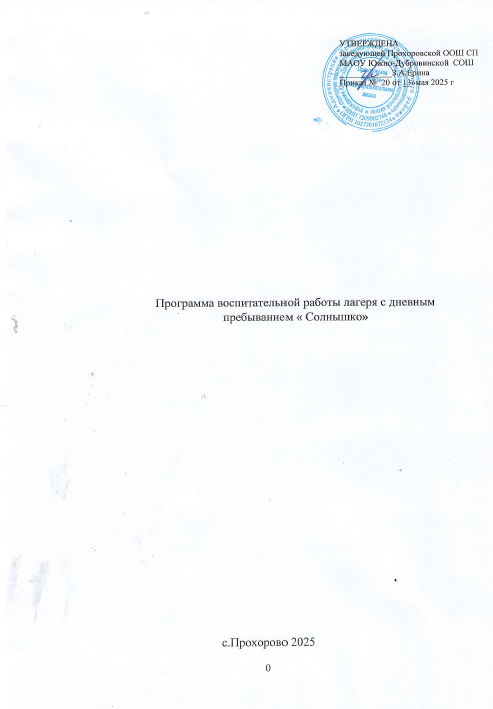 УТВЕРЖДЕНА
заведующей Прохоровской ООШ СП
МАОУ Южно-Дубровинской СОШ
З.А.Ерина
Приказ № 20 от 13 мая 2025 г
Программа воспитательной работы лагеря с дневным
пребыванием « Солнышко»
с.Прохорово 2025
0